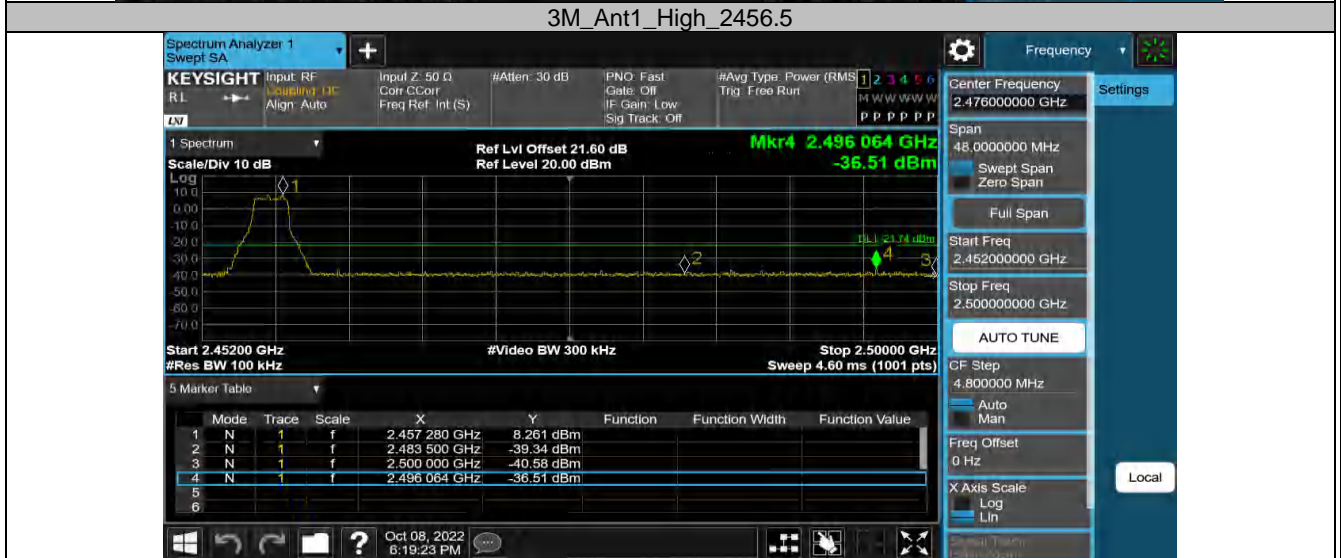 3M_Ant1_High_2456.5
Spectrum Analyzer 1
Swept SA
Frequency
KEYSIGHT
RL
LXI
Input: RF
Coupling: DC
Align: Auto
Input Z: 50 Ω
Corr CCorr
Freq Ref: Int (S)
#Atten: 30 dB
PNO: Fast
Gate: Off
IF Gain: Low
Sig Track: Off
#Avg Type: Power (RMS
Trig: Free Run
1 2 3 4 5 6
M W W W W W
P P P P P P
Center Frequency
2.476000000 GHz
Settings
1 Spectrum
Ref Lvl Offset 21.60 dB
Mkr4 2.496 064 GHz
Scale/Div 10 dB
Ref Level 20.00 dBm
-36.51 dBm
Span
48.0000000 MHz
Swept Span
Zero Span
Full Span
Start Freq
2.452000000 GHz
Stop Freq
2.500000000 GHz
AUTO TUNE
Log
10.0
0.00
-10.0
-20.0
-30.0
-40.0
-50.0
-60.0
-70.0
1
2
DL1 -21.74 dBm
4
3
Start 2.45200 GHz
#Video BW 300 kHz
Stop 2.50000 GHz
#Res BW 100 kHz
Sweep 4.60 ms (1001 pts)
CF Step
4.800000 MHz
Auto
Man
Freq Offset
0 Hz
X Axis Scale
Log
Lin
Local
5 Marker Table
Mode Trace Scale X Y Function Function Width Function Value
1 N 1 f 2.457 280 GHz 8.261 dBm
2 N 1 f 2.483 500 GHz -39.34 dBm
3 N 1 f 2.500 000 GHz -40.58 dBm
4 N 1 f 2.496 064 GHz -36.51 dBm
5
6
?
Oct 08, 2022
6:19:23 PM